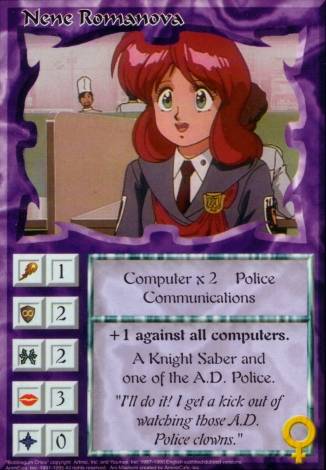 Nene Romanova
1
2
2
3
0
Computer x 2 Police
Communications
+1 against all computers.
A Knight Saber and
one of the A.D. Police.
"I'll do it! I get a kick out of
watching those A.D.
Police clowns."